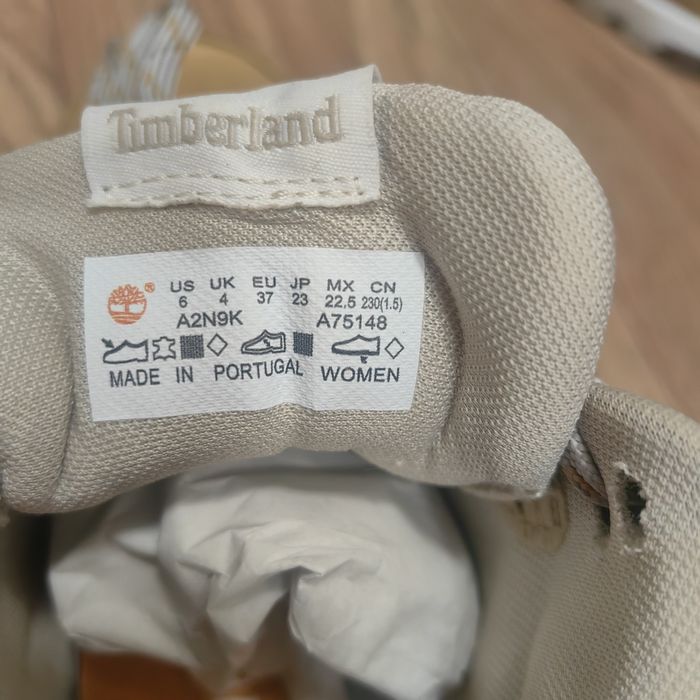 Timberland
US UK EU JP MX CN
6 4 37 23 22.5 230(1.5)
A2N9K A75148
MADE IN PORTUGAL WOMEN